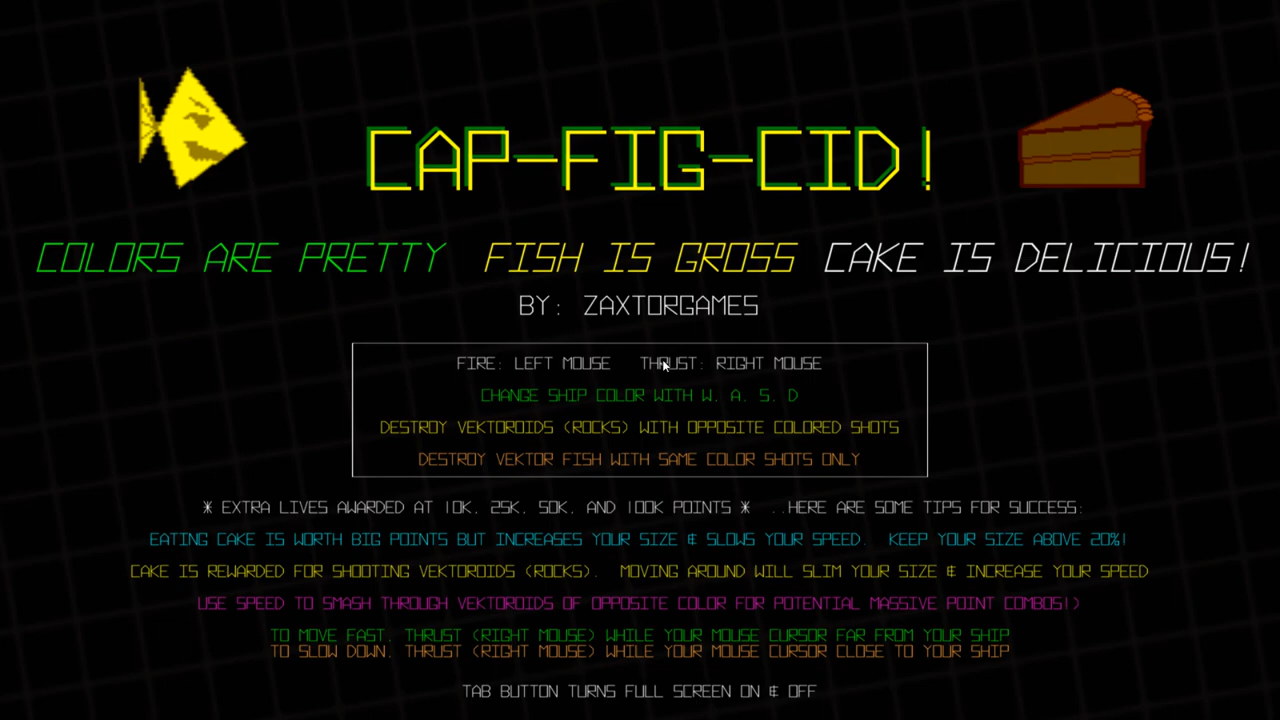 CAP-FIG-CID!
COLORS ARE PRETTY FISH IS GROSS CAKE IS DELICIOUS!
BY: ZAXTORGAMES
FIRE: LEFT MOUSE THRUST: RIGHT MOUSE
CHANGE SHIP COLOR WITH W, A, S, D
DESTROY VEKTOROIDS (ROCKS) WITH OPPOSITE COLORED SHOTS
DESTROY VEKTOR FISH WITH SAME COLOR SHOTS ONLY
* EXTRA LIVES AWARDED AT 10K, 25K, 50K, AND 100K POINTS * ..HERE ARE SOME TIPS FOR SUCCESS:
EATING CAKE IS WORTH BIG POINTS BUT INCREASES YOUR SIZE & SLOWS YOUR SPEED. KEEP YOUR SIZE ABOVE 20%!
CAKE IS REWARDED FOR SHOOTING VEKTOROIDS (ROCKS). MOVING AROUND WILL SLIM YOUR SIZE & INCREASE YOUR SPEED
USE SPEED TO SMASH THROUGH VEKTOROIDS OF OPPOSITE COLOR FOR POTENTIAL MASSIVE POINT COMBOS!)
TO MOVE FAST, THRUST (RIGHT MOUSE) WHILE YOUR MOUSE CURSOR FAR FROM YOUR SHIP
TO SLOW DOWN, THRUST (RIGHT MOUSE) WHILE YOUR MOUSE CURSOR CLOSE TO YOUR SHIP
TAB BUTTON TURNS FULL SCREEN ON & OFF